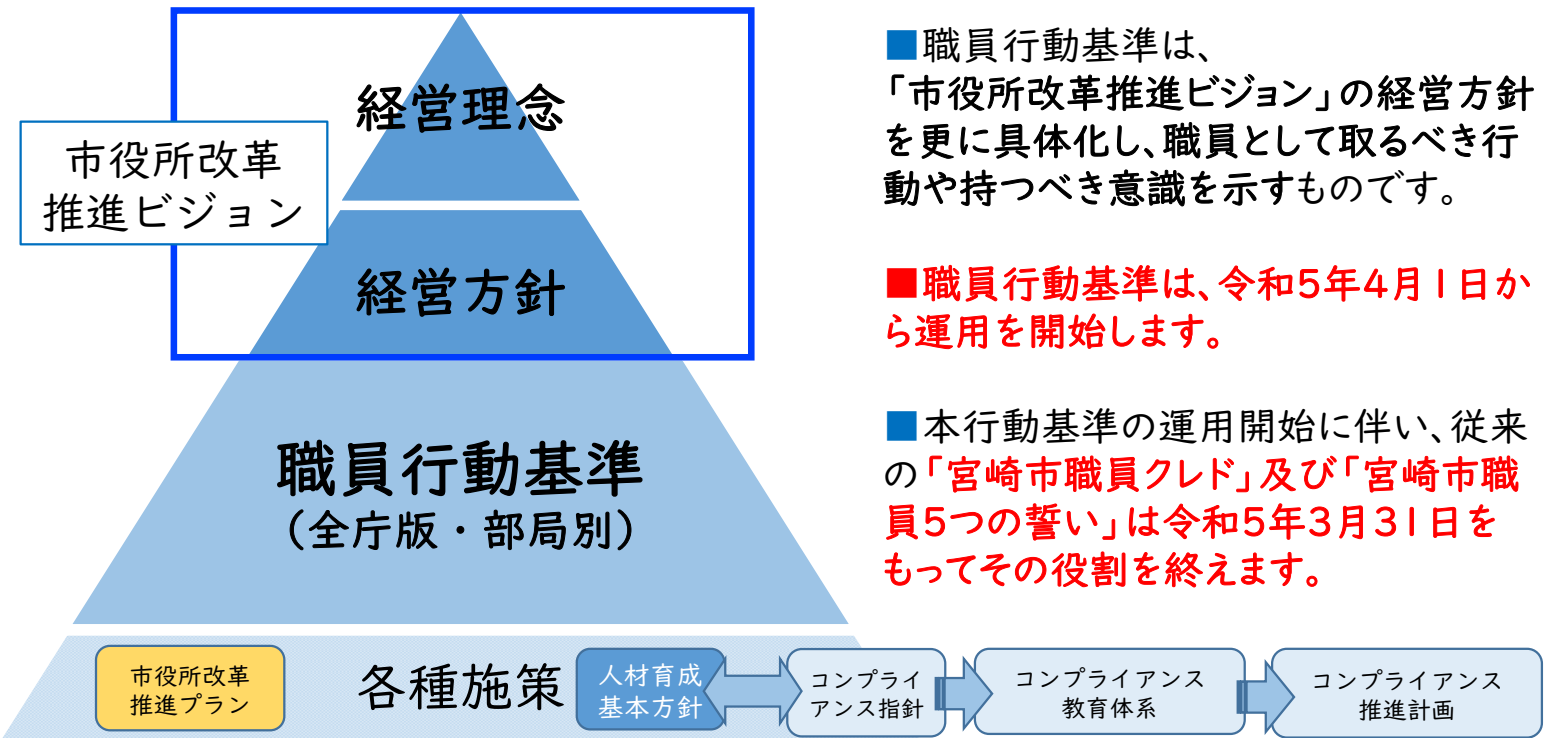 経営理念
市役所改革
推進ビジョン
経営方針
職員行動基準
（全庁版・部局別）
■職員行動基準は、
「市役所改革推進ビジョン」の経営方針
を更に具体化し、職員として取るべき行
動や持つべき意識を示すものです。
■職員行動基準は、令和5年4月1日か
ら運用を開始します。
■本行動基準の運用開始に伴い、従来
の「宮崎市職員クレド」及び「宮崎市職
員5つの誓い」は令和5年3月31日を
もってその役割を終えます。
市役所改革
推進プラン
各種施策
人材育成
基本方針
コンプライ
アンス指針
コンプライアンス
教育体系
コンプライアンス
推進計画